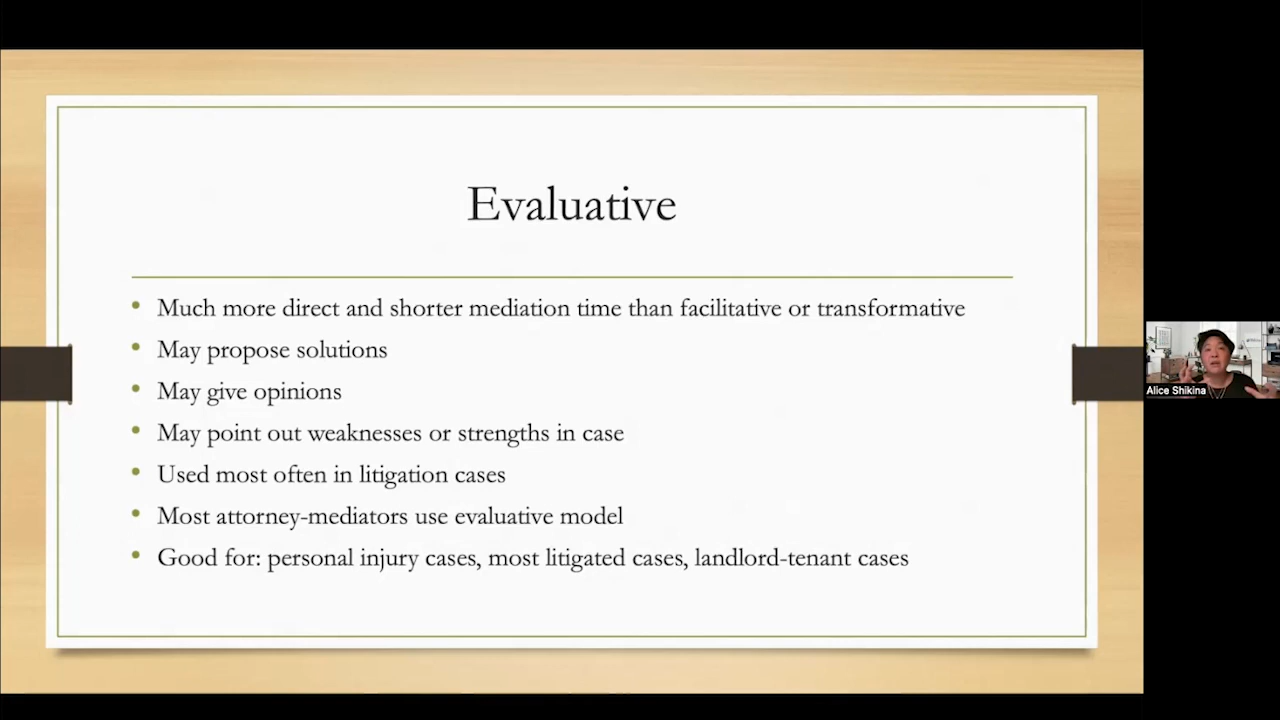 Evaluative
• Much more direct and shorter mediation time than facilitative or transformative
• May propose solutions
• May give opinions
• May point out weaknesses or strengths in case
• Used most often in litigation cases
• Most attorney-mediators use evaluative model
• Good for: personal injury cases, most litigated cases, landlord-tenant cases
Alice Shikina